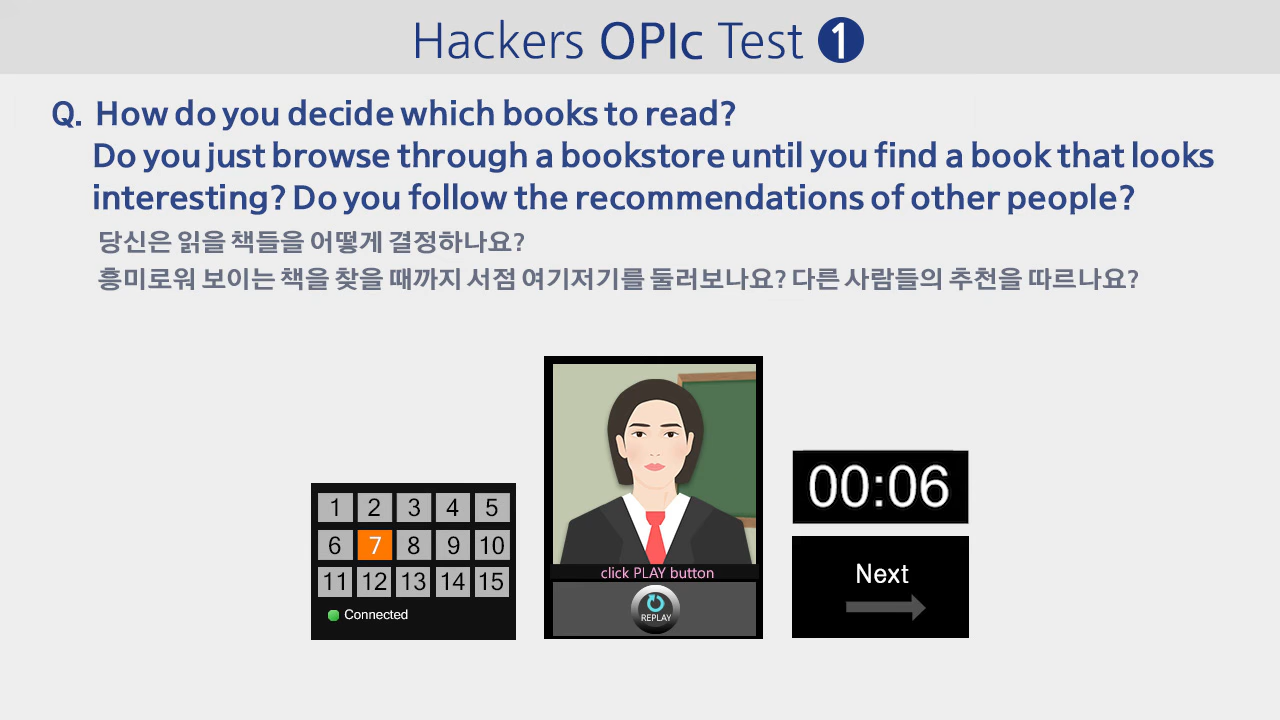 Hackers OPIc Test 1
Q. How do you decide which books to read?
Do you just browse through a bookstore until you find a book that looks
interesting? Do you follow the recommendations of other people?
당신은 읽을 책들을 어떻게 결정하나요?
흥미로워 보이는 책을 찾을 때까지 서점 여기저기를 둘러보나요? 다른 사람들의 추천을 따르나요?
1 2 3 4 5
6 7 8 9 10
11 12 13 14 15
Connected
click PLAY button
REPLAY
00:06
Next